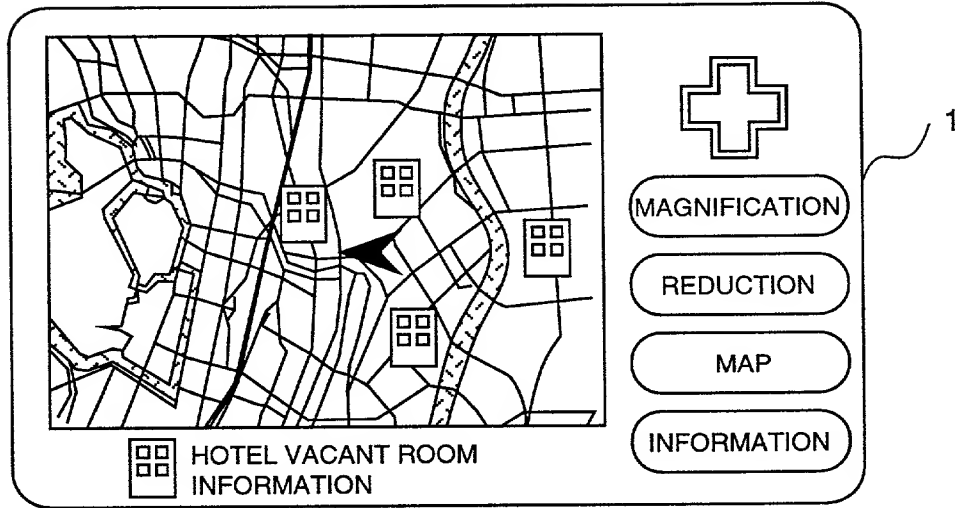 1
MAGNIFICATION
REDUCTION
MAP
INFORMATION
HOTEL VACANT ROOM
INFORMATION